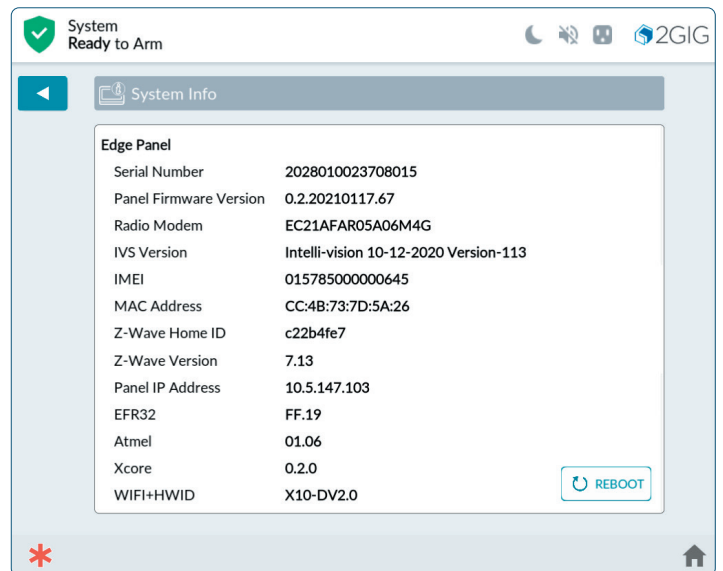 System
Ready to Arm
2GIG
System Info
Edge Panel
Serial Number 2028010023708015
Panel Firmware Version 0.2.20210117.67
Radio Modem EC21AFAR05A06M4G
IVS Version Intelli-vision 10-12-2020 Version-113
IMEI 015785000000645
MAC Address CC:4B:73:7D:5A:26
Z-Wave Home ID c22b4fe7
Z-Wave Version 7.13
Panel IP Address 10.5.147.103
EFR32 FF.19
Atmel 01.06
Xcore 0.2.0
REBOOT
WIFI+HWID X10-DV2.0